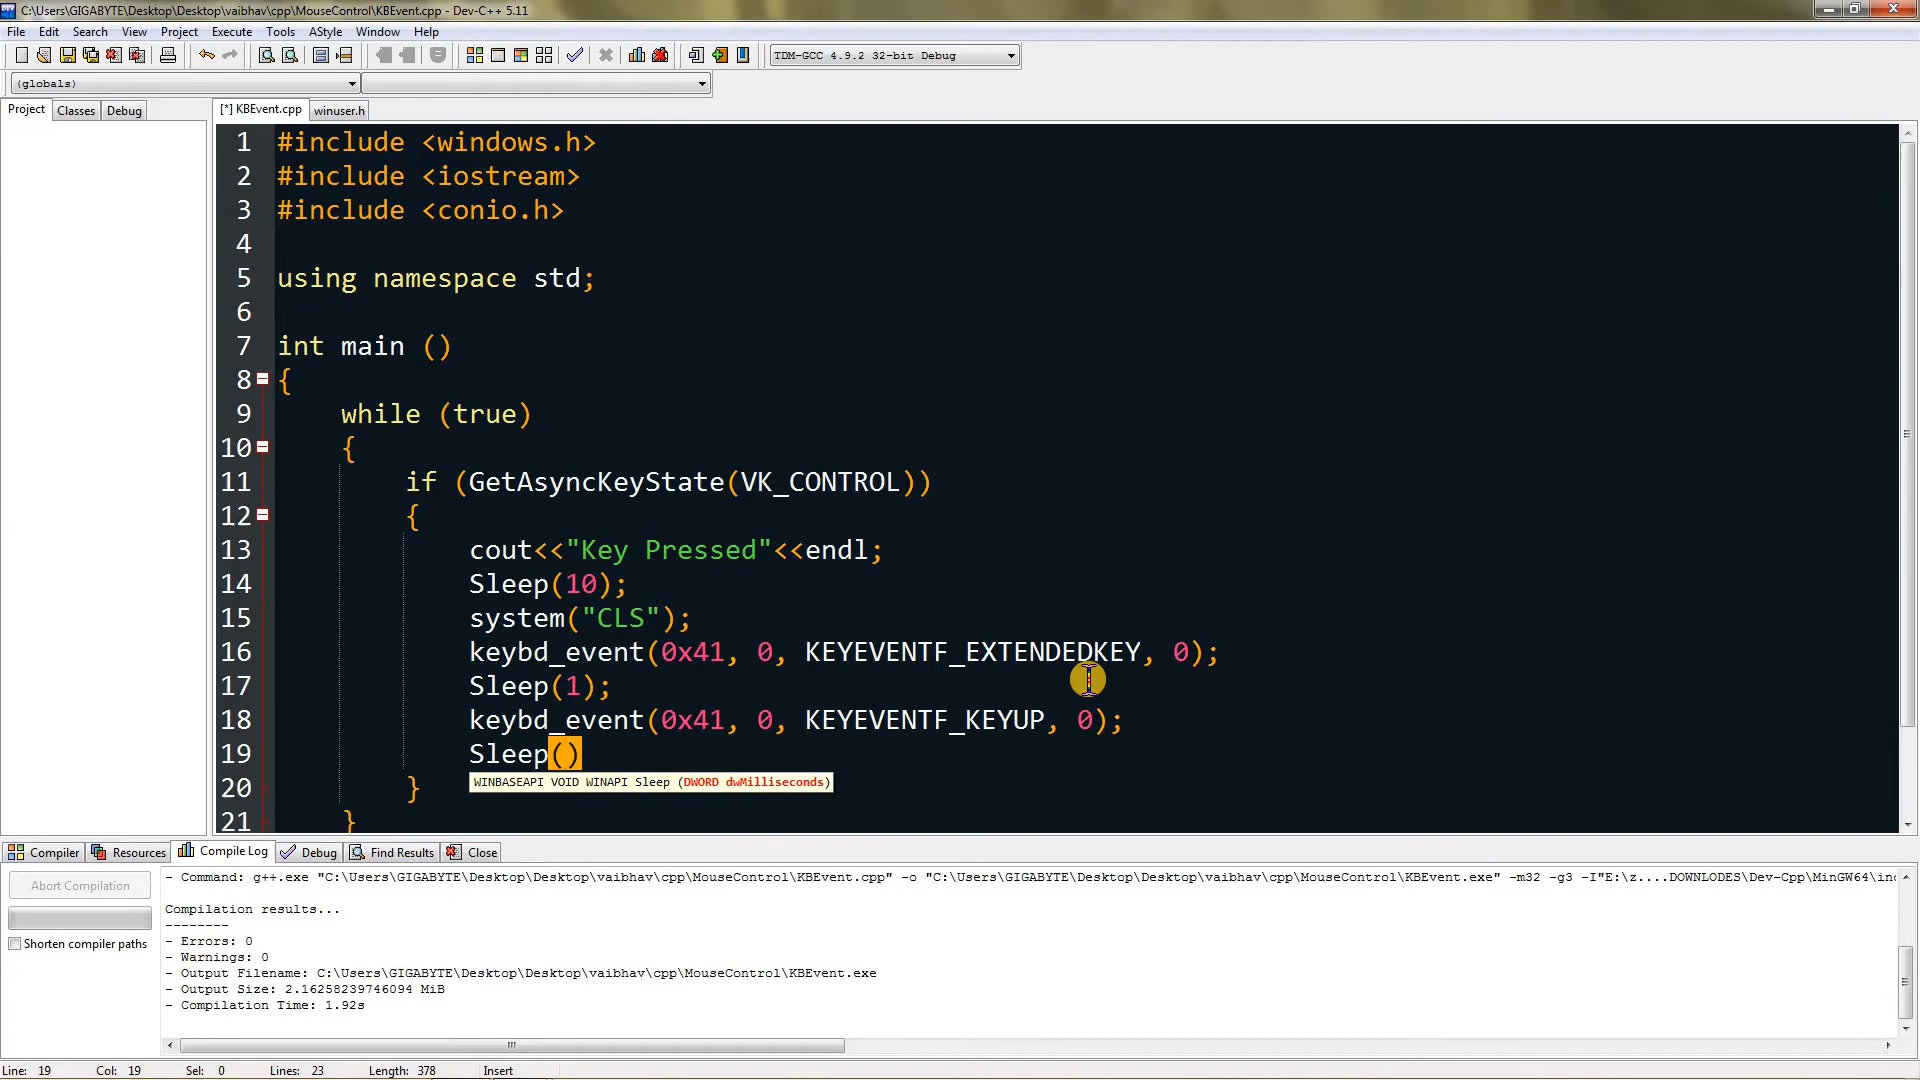 C:\Users\GIGABYTE\Desktop\Desktop\vaibhav\cpp\MouseControl\KBEvent.cpp - Dev-C++ 5.11
File Edit Search View Project Execute Tools AStyle Window Help
TDM-GCC 4.9.2 32-bit Debug
(globals)
Project Classes Debug [*] KBEvent.cpp winuser.h
1 #include <windows.h>
2 #include <iostream>
3 #include <conio.h>
4
5 using namespace std;
6
7 int main ()
8 {
9 while (true)
10 {
11 if (GetAsyncKeyState(VK_CONTROL))
12 {
13 cout<<"Key Pressed"<<endl;
14 Sleep(10);
15 system("CLS");
16 keybd_event(0x41, 0, KEYEVENTF_EXTENDEDKEY, 0);
17 Sleep(1);
18 keybd_event(0x41, 0, KEYEVENTF_KEYUP, 0);
19 Sleep()
WINBASEAPI VOID WINAPI Sleep (DWORD dwMilliseconds)
20 }
21 }
Compiler Resources Compile Log Debug Find Results Close
Abort Compilation
Shorten compiler paths
- Command: g++.exe "C:\Users\GIGABYTE\Desktop\Desktop\vaibhav\cpp\MouseControl\KBEvent.cpp" -o "C:\Users\GIGABYTE\Desktop\Desktop\vaibhav\cpp\MouseControl\KBEvent.exe" -m32 -g3 -I"E:\z....DOWNLODES\Dev-Cpp\MinGW64\inc
Compilation results...
--------
- Errors: 0
- Warnings: 0
- Output Filename: C:\Users\GIGABYTE\Desktop\Desktop\vaibhav\cpp\MouseControl\KBEvent.exe
- Output Size: 2.16258239746094 MiB
- Compilation Time: 1.92s
Line: 19 Col: 19 Sel: 0 Lines: 23 Length: 378 Insert